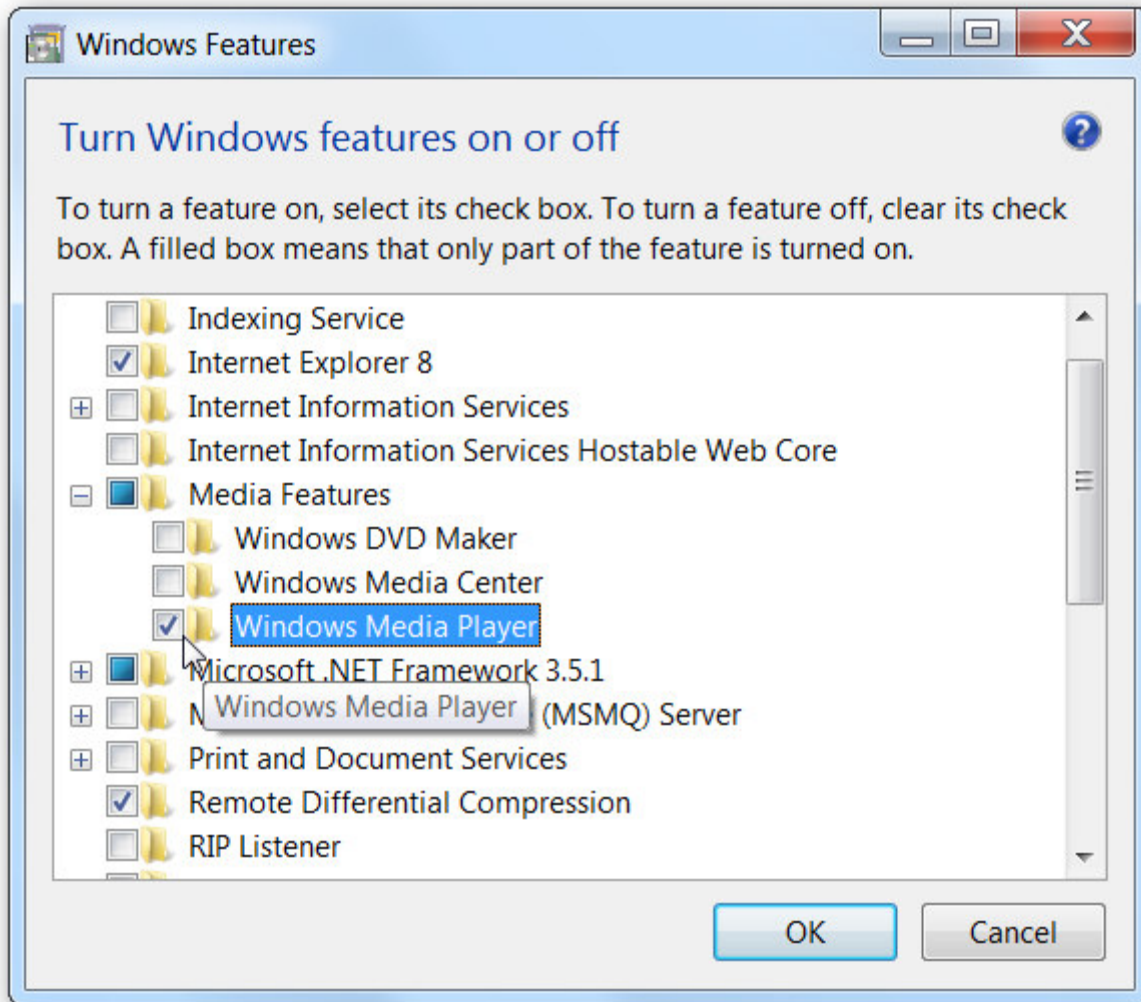 Windows Features
Turn Windows features on or off
To turn a feature on, select its check box. To turn a feature off, clear its check
box. A filled box means that only part of the feature is turned on.
Indexing Service
Internet Explorer 8
Internet Information Services
Internet Information Services Hostable Web Core
Media Features
Windows DVD Maker
Windows Media Center
Windows Media Player
Microsoft .NET Framework 3.5.1
Windows Media Player (MSMQ) Server
Print and Document Services
Remote Differential Compression
RIP Listener
OK Cancel